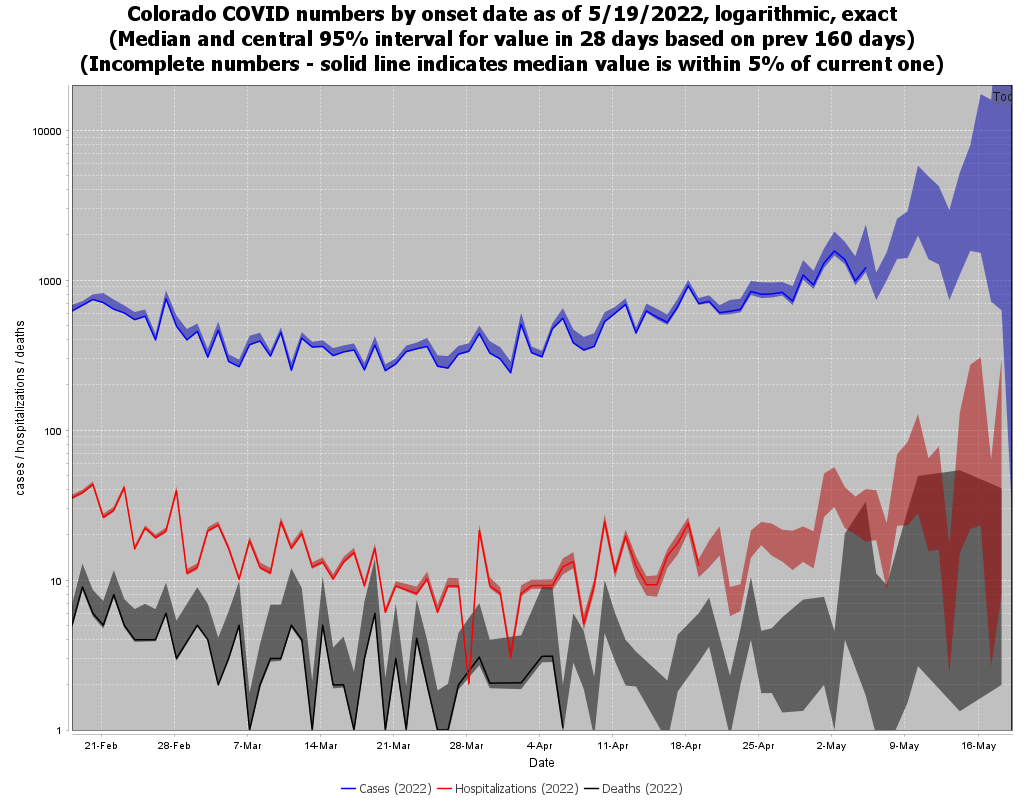 Colorado COVID numbers by onset date as of 5/19/2022, logarithmic, exact
(Median and central 95% interval for value in 28 days based on prev 160 days)
(Incomplete numbers - solid line indicates median value is within 5% of current one)
10000
1000
100
10
1
cases / hospitalizations / deaths
21-Feb 28-Feb 7-Mar 14-Mar 21-Mar 28-Mar 4-Apr 11-Apr 18-Apr 25-Apr 2-May 9-May 16-May
Date
Cases (2022) Hospitalizations (2022) Deaths (2022)